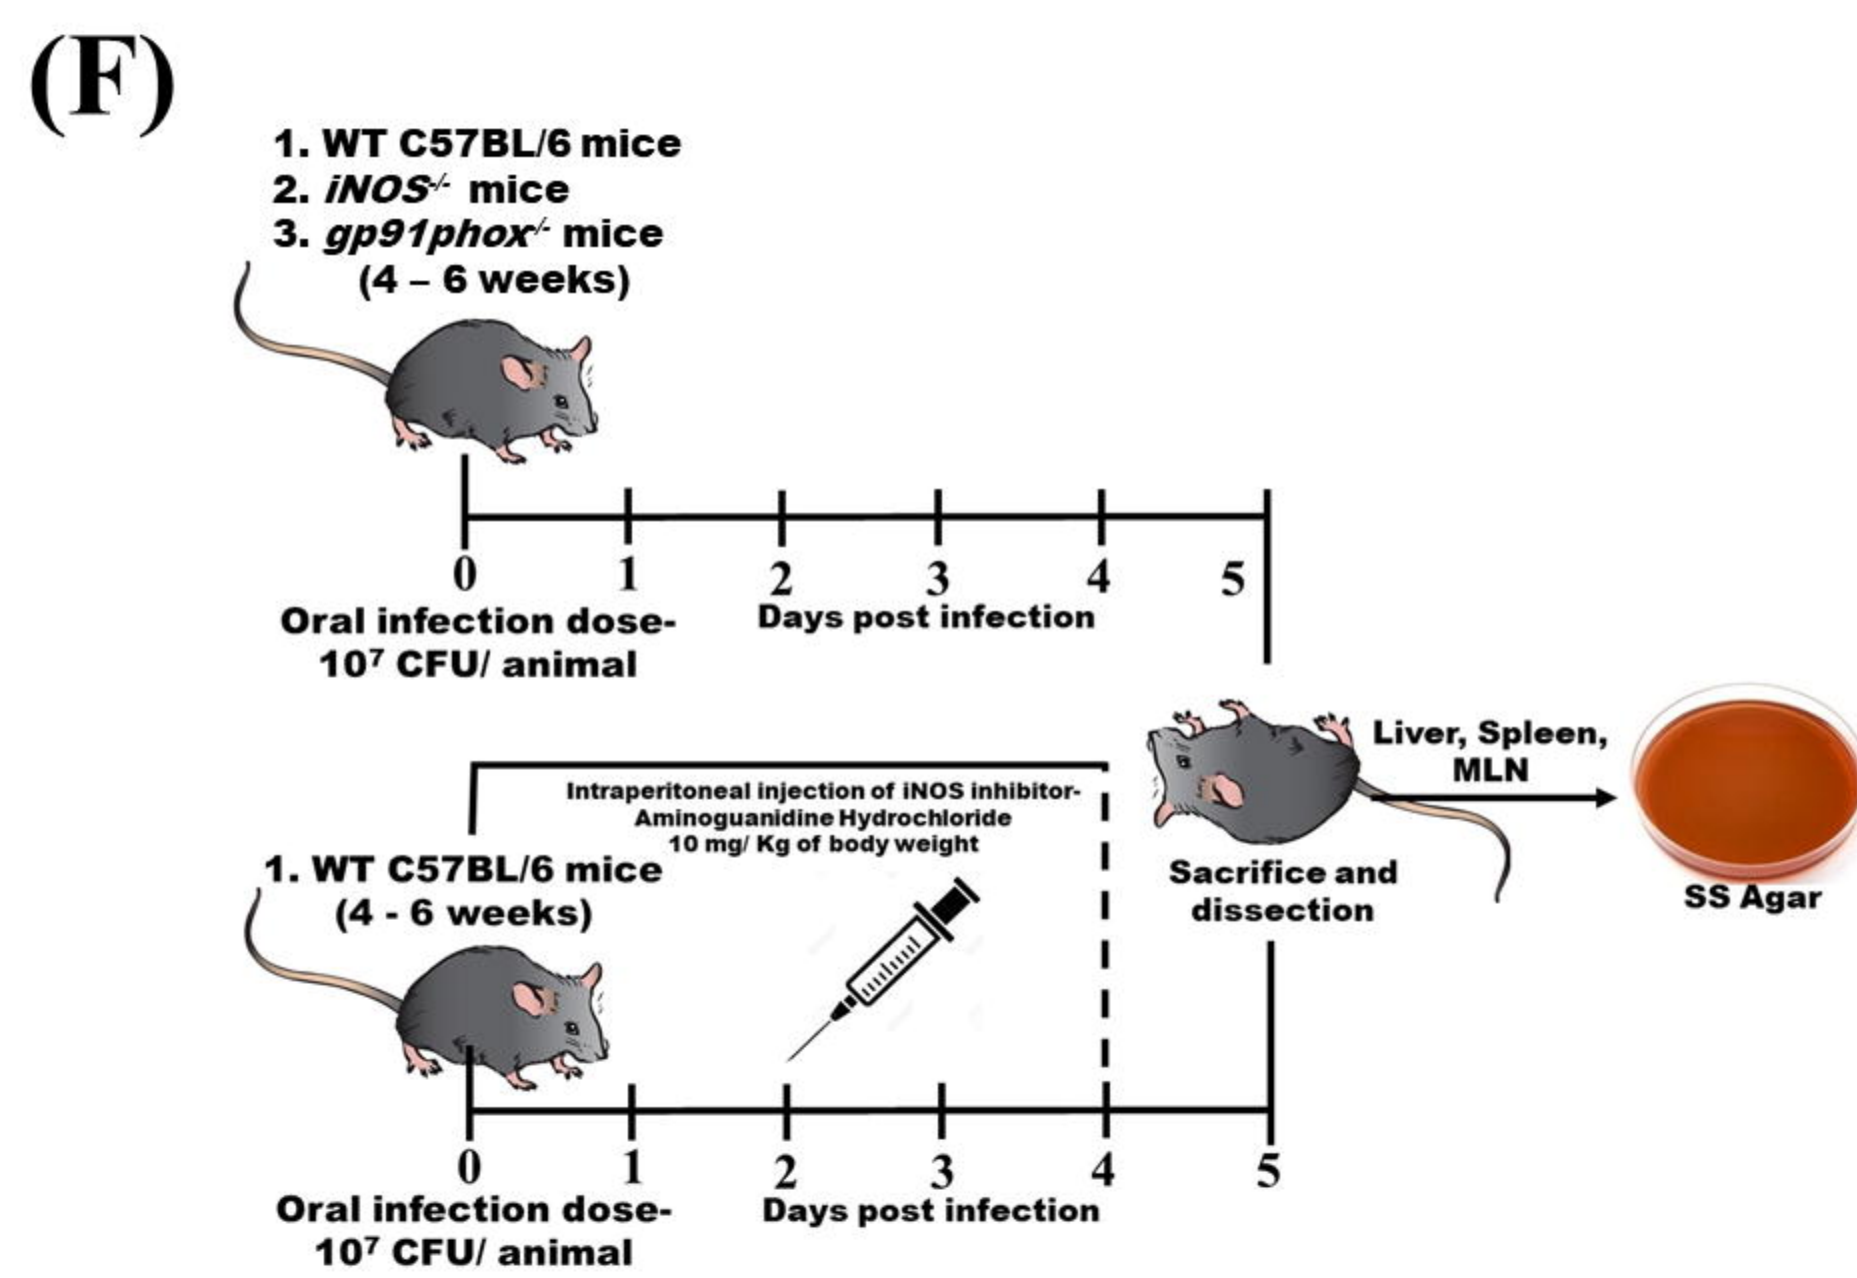 (F)
1. WT C57BL/6 mice
2. iNOS-/- mice
3. gp91phox-/- mice
(4 – 6 weeks)
0 1 2 3 4 5
Oral infection dose-
10⁷ CFU/ animal
Days post infection
Intraperitoneal injection of iNOS inhibitor-
Aminoguanidine Hydrochloride
10 mg/ Kg of body weight
1. WT C57BL/6 mice
(4 - 6 weeks)
0 1 2 3 4 5
Oral infection dose-
10⁷ CFU/ animal
Days post infection
Sacrifice and
dissection
Liver, Spleen,
MLN
SS Agar